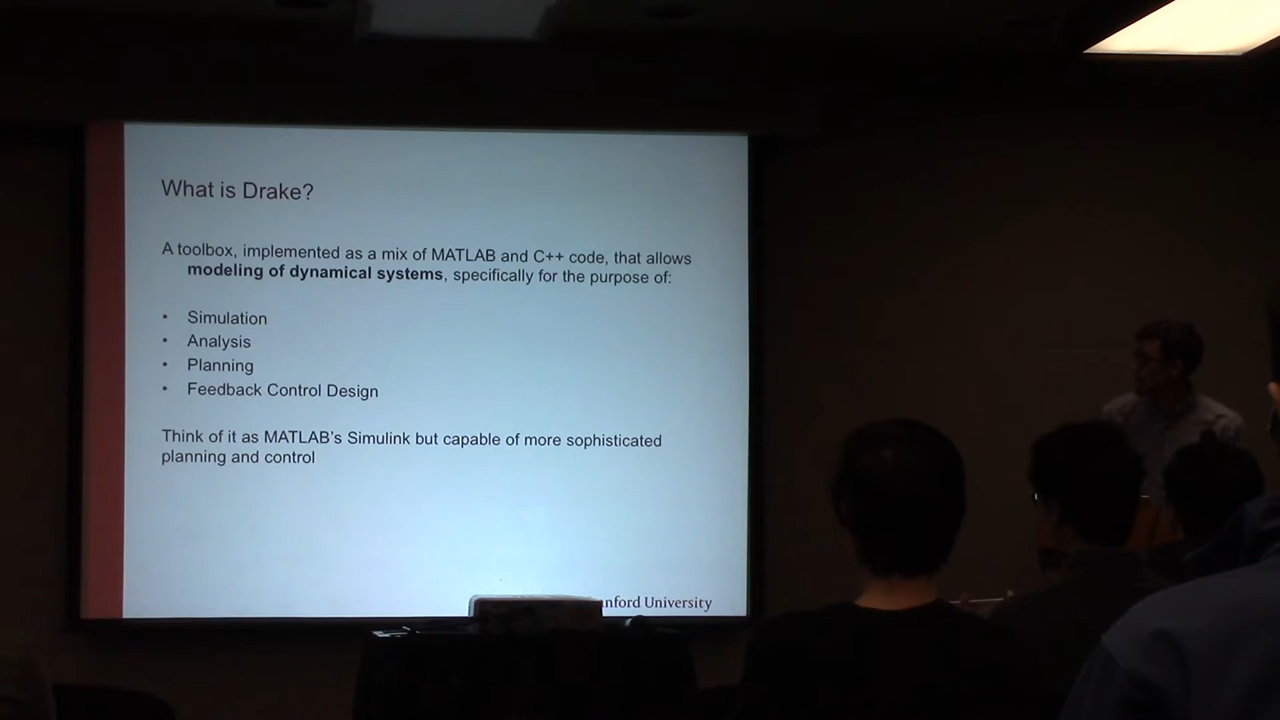 What is Drake?
A toolbox, implemented as a mix of MATLAB and C++ code, that allows
modeling of dynamical systems, specifically for the purpose of:
• Simulation
• Analysis
• Planning
• Feedback Control Design
Think of it as MATLAB's Simulink but capable of more sophisticated
planning and control
nford University